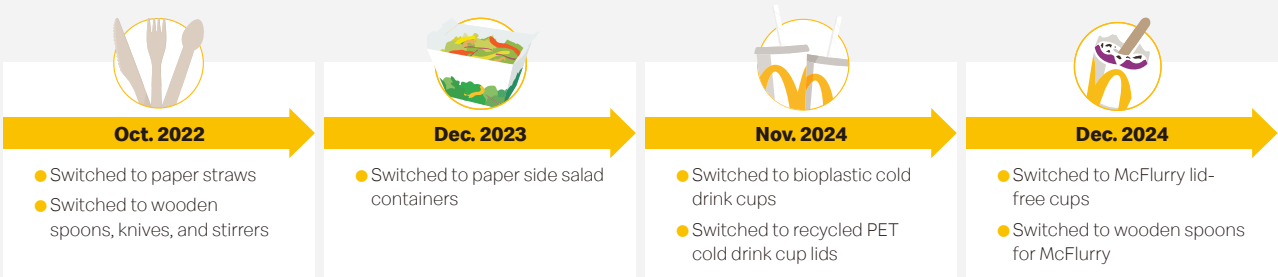 Oct. 2022
Switched to paper straws
Switched to wooden
spoons, knives, and stirrers
Dec. 2023
Switched to paper side salad
containers
Nov. 2024
Switched to bioplastic cold
drink cups
Switched to recycled PET
cold drink cup lids
Dec. 2024
Switched to McFlurry lid-
free cups
Switched to wooden spoons
for McFlurry